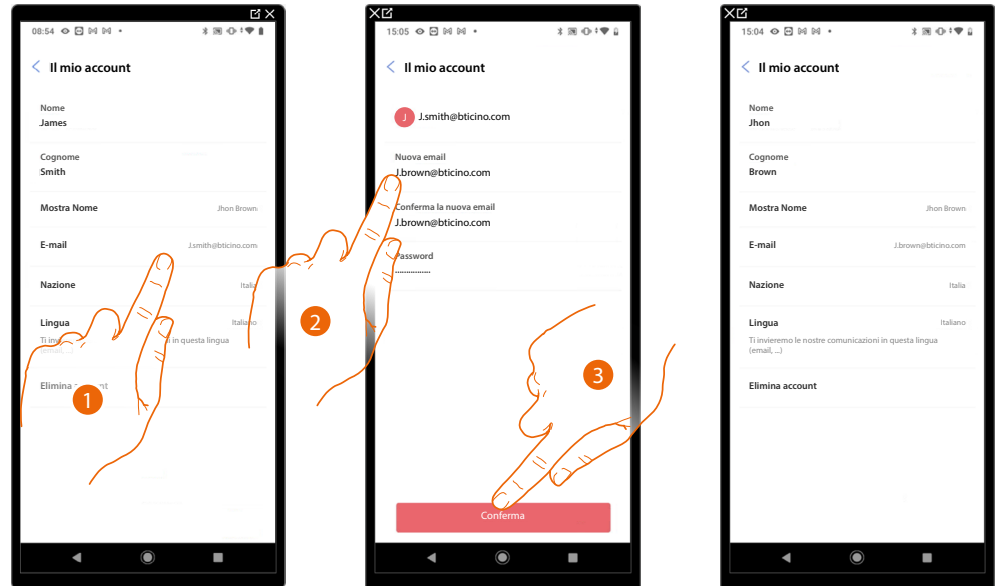 08:54
Il mio account
Nome
James
Cognome
Smith
Mostra Nome
Jhon Brown
E-mail
J.smith@bticino.com
Nazione
Italia
Lingua
Italiano
Ti in questa lingua
(email, ...)
Elimina account
1
15:05
Il mio account
J
J.smith@bticino.com
Nuova email
J.brown@bticino.com
Conferma la nuova email
J.brown@bticino.com
Password
................
2
3
Conferma
15:04
Il mio account
Nome
Jhon
Cognome
Brown
Mostra Nome
Jhon Brown
E-mail
J.brown@bticino.com
Nazione
Italia
Lingua
Italiano
Ti invieremo le nostre comunicazioni in questa lingua
(email, ...)
Elimina account